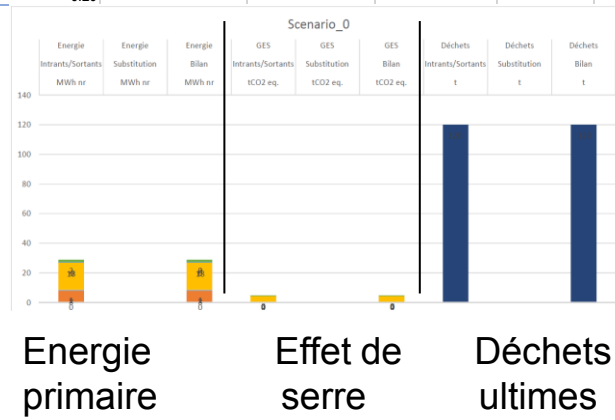 Scenario_0
Energie Energie Energie GES GES GES Déchets Déchets Déchets
Intrants/Sortants Substitution Bilan Intrants/Sortants Substitution Bilan Intrants/Sortants Substitution Bilan
MWh nr MWh nr MWh nr tCO2 eq. tCO2 eq. tCO2 eq. t t t
140
120
100
80
60
40
20
0
0 0
Energie Effet de Déchets
primaire serre ultimes